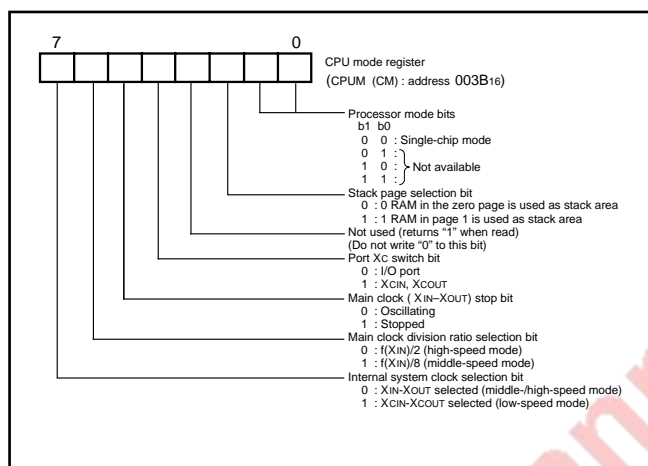 7 0
CPU mode register
(CPUM (CM) : address 003B16)
Processor mode bits
b1 b0
0 0 : Single-chip mode
0 1 :
1 0 : Not available
1 1 :
Stack page selection bit
0 : 0 RAM in the zero page is used as stack area
1 : 1 RAM in page 1 is used as stack area
Not used (returns “1” when read)
(Do not write “0” to this bit)
Port XC switch bit
0 : I/O port
1 : XCIN, XCOUT
Main clock ( XIN–XOUT) stop bit
0 : Oscillating
1 : Stopped
Main clock division ratio selection bit
0 : f(XIN)/2 (high-speed mode)
1 : f(XIN)/8 (middle-speed mode)
Internal system clock selection bit
0 : XIN-XOUT selected (middle-/high-speed mode)
1 : XCIN-XCOUT selected (low-speed mode)